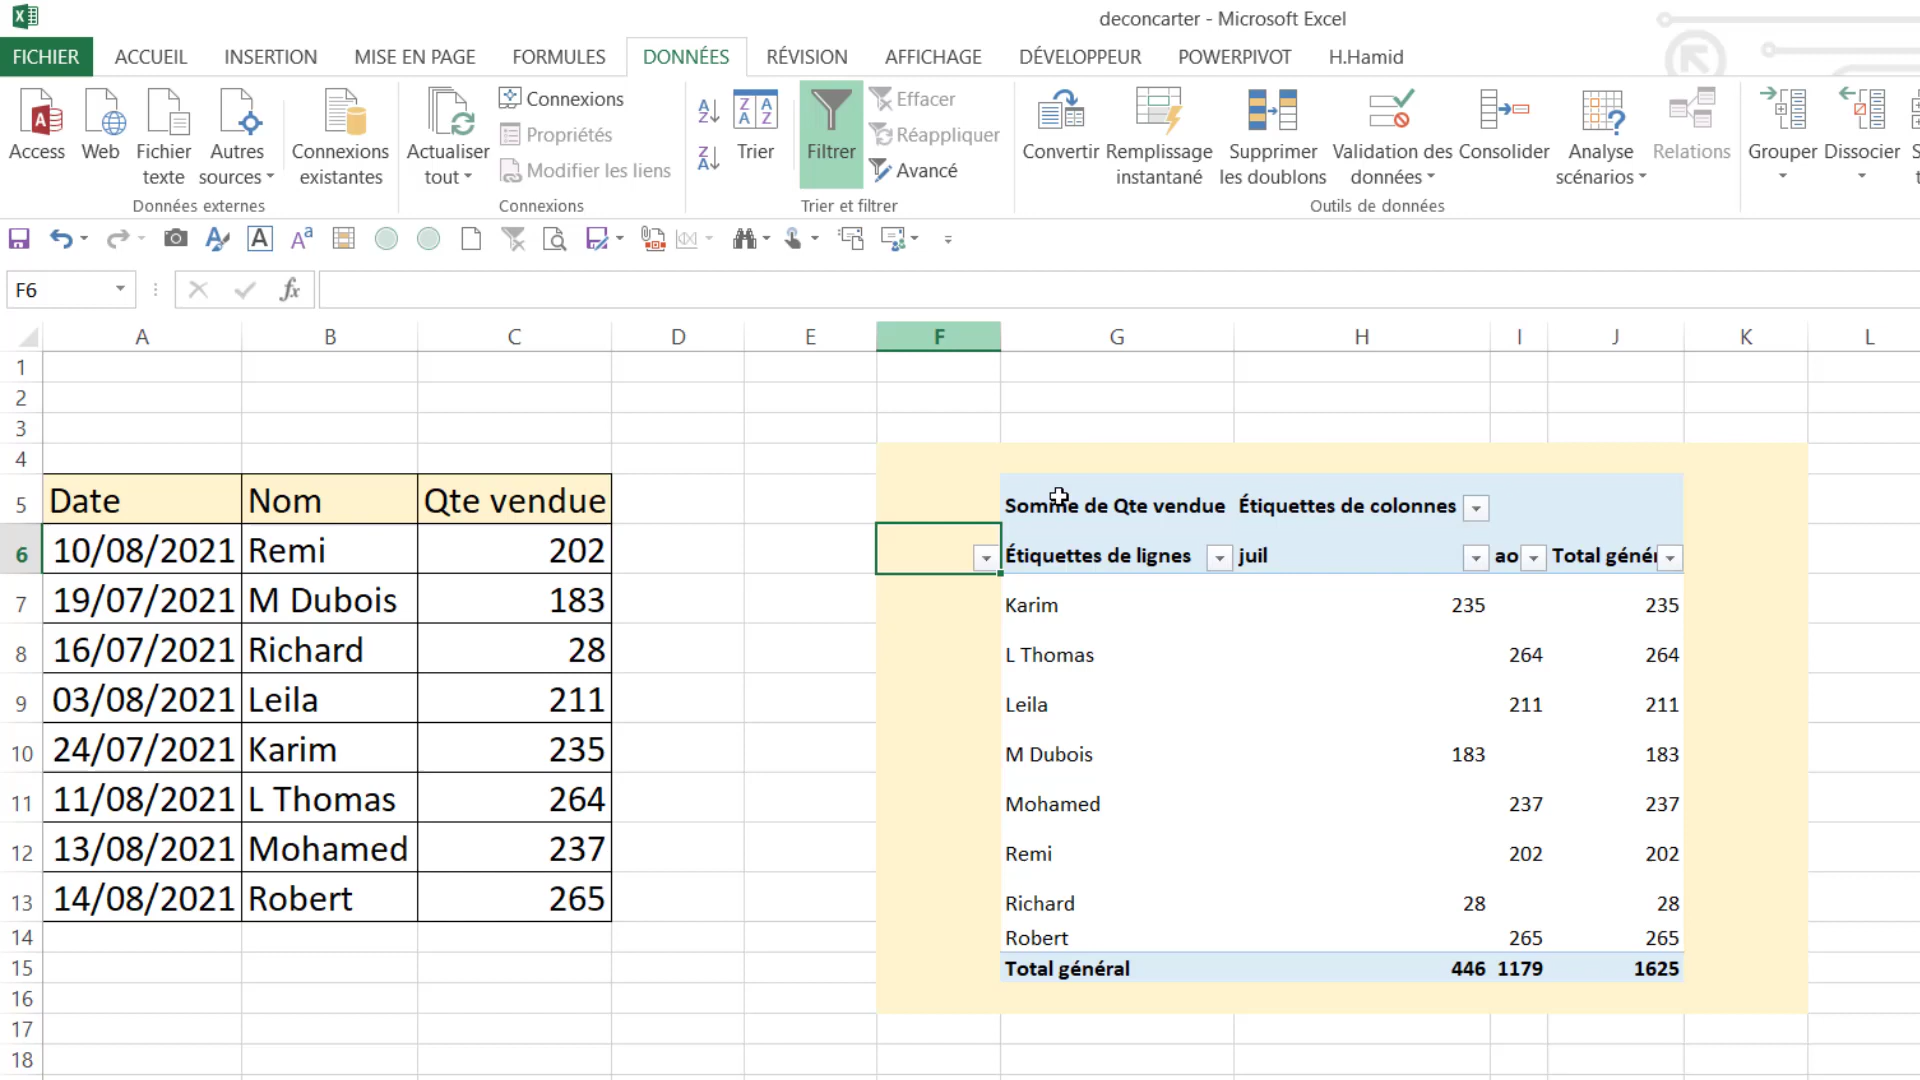 deconcarter - Microsoft Excel
FICHIER ACCUEIL INSERTION MISE EN PAGE FORMULES DONNÉES RÉVISION AFFICHAGE DÉVELOPPEUR POWERPIVOT H.Hamid
Access
Web
Fichier
texte
Autres
sources
Données externes
Connexions
existantes
Actualiser
tout
Connexions
Propriétés
Modifier les liens
Connexions
Trier
Filtrer
Effacer
Réappliquer
Avancé
Trier et filtrer
Convertir
Remplissage
instantané
Supprimer
les doublons
Validation des
données
Consolider
Analyse
scénarios
Relations
Outils de données
Grouper
Dissocier
F6
fx
A B C D E F G H I J K L
1
2
3
4
5 Date Nom Qte vendue Somme de Qte vendue Étiquettes de colonnes
6 10/08/2021 Remi 202 Étiquettes de lignes juil ao Total génér
7 19/07/2021 M Dubois 183 Karim 235 235
8 16/07/2021 Richard 28 L Thomas 264 264
9 03/08/2021 Leila 211 Leila 211 211
10 24/07/2021 Karim 235 M Dubois 183 183
11 11/08/2021 L Thomas 264 Mohamed 237 237
12 13/08/2021 Mohamed 237 Remi 202 202
13 14/08/2021 Robert 265 Richard 28 28
14 Robert 265 265
15 Total général 446 1179 1625
16
17
18